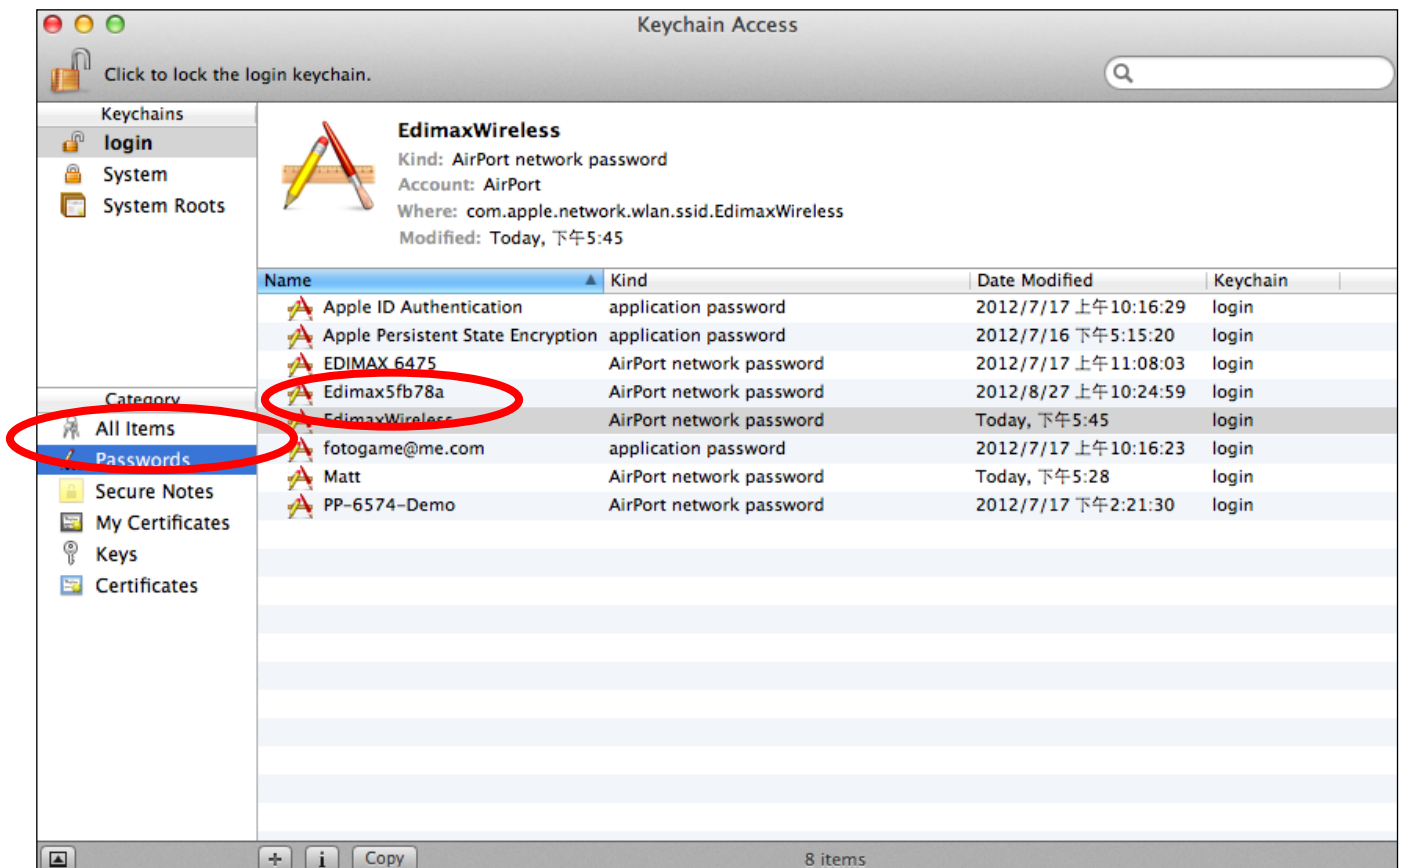 Keychain Access
Click to lock the login keychain.
Keychains
login
System
System Roots
EdimaxWireless
Kind: AirPort network password
Account: AirPort
Where: com.apple.network.wlan.ssid.EdimaxWireless
Modified: Today, 下午5:45
Name Kind Date Modified Keychain
Apple ID Authentication application password 2012/7/17 上午10:16:29 login
Apple Persistent State Encryption application password 2012/7/16 下午5:15:20 login
EDIMAX 6475 AirPort network password 2012/7/17 上午11:08:03 login
Edimax5fb78a AirPort network password 2012/8/27 上午10:24:59 login
EdimaxWireless AirPort network password Today, 下午5:45 login
fotogame@me.com application password 2012/7/17 上午10:16:23 login
Matt AirPort network password Today, 下午5:28 login
PP-6574-Demo AirPort network password 2012/7/17 下午2:21:30 login
Category
All Items
Passwords
Secure Notes
My Certificates
Keys
Certificates
+ i Copy 8 items